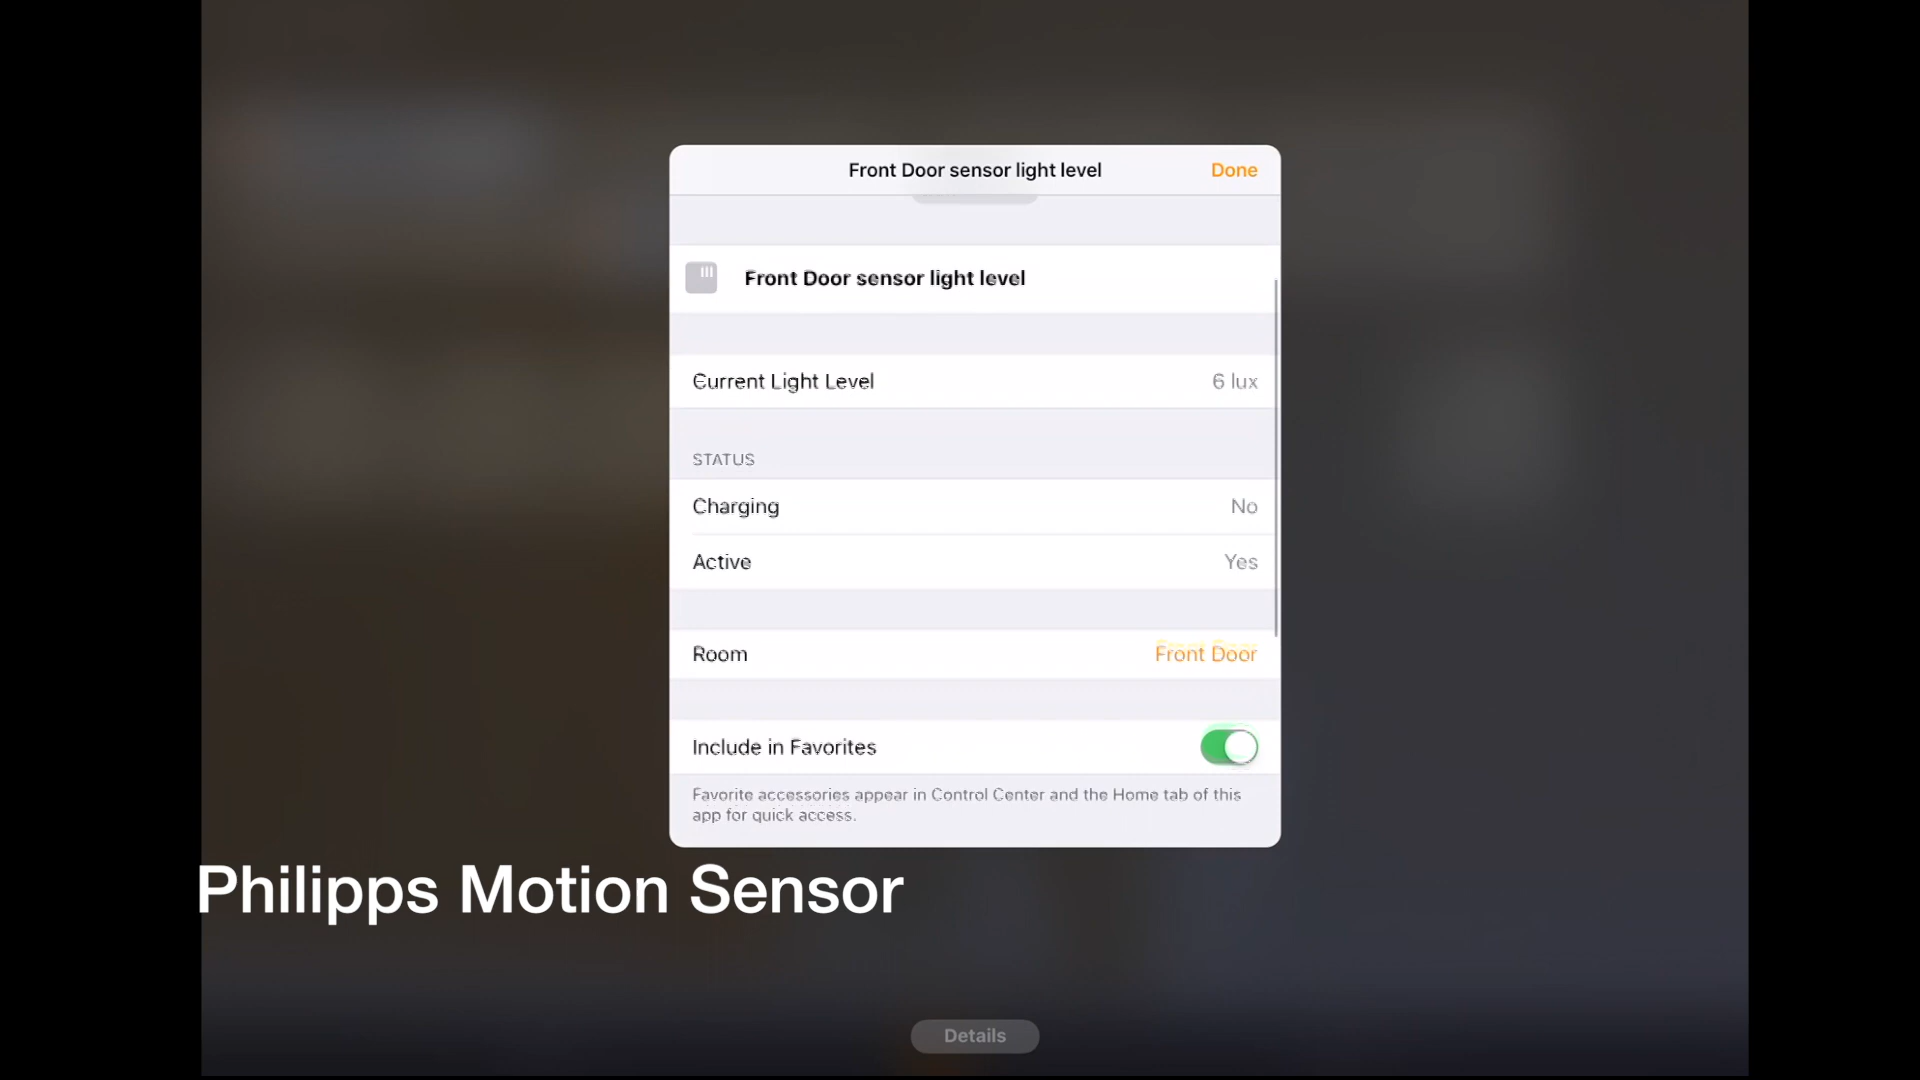 Front Door sensor light level
Done
Front Door sensor light level
Current Light Level
6 lux
STATUS
Charging
No
Active
Yes
Room
Front Door
Include in Favorites
Favorite accessories appear in Control Center and the Home tab of this
app for quick access.
Philipps Motion Sensor
Details